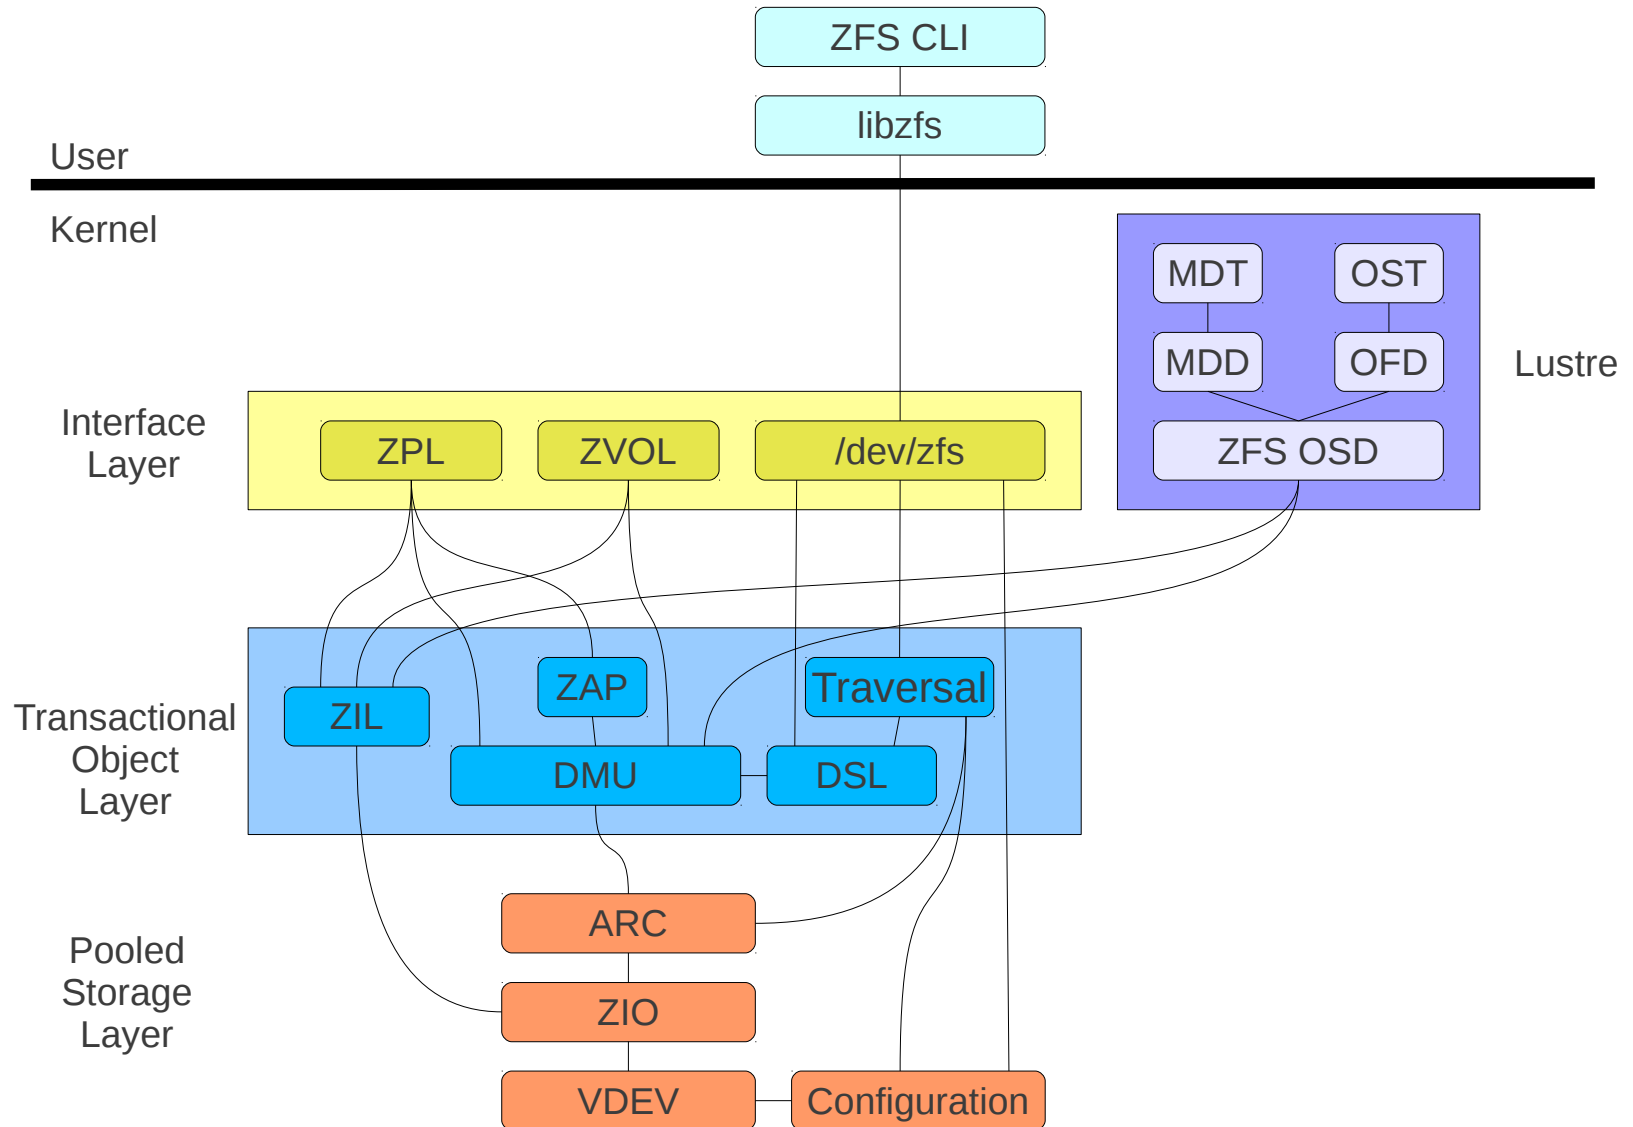 ZFS CLI
libzfs
User
Kernel
MDT
OST
MDD
OFD
Lustre
Interface
Layer
ZPL
ZVOL
/dev/zfs
ZFS OSD
Transactional
Object
Layer
ZIL
ZAP
Traversal
DMU
DSL
Pooled
Storage
Layer
ARC
ZIO
VDEV
Configuration